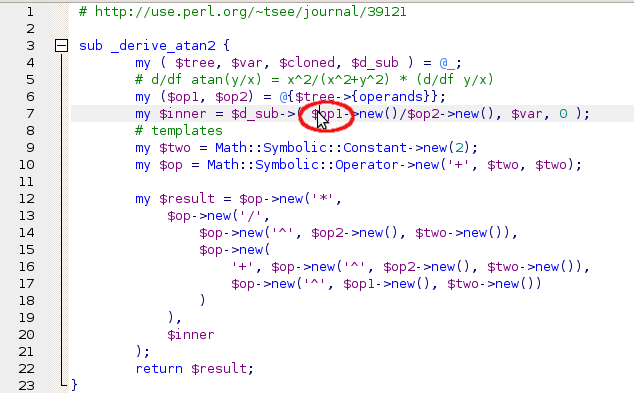 1 # http://use.perl.org/~tsee/journal/39121
2
3 sub _derive_atan2 {
4 my ( $tree, $var, $cloned, $d_sub ) = @_;
5 # d/df atan(y/x) = x^2/(x^2+y^2) * (d/df y/x)
6 my ($op1, $op2) = @{$tree->{operands}};
7 my $inner = $d_sub->( $op1->new()/$op2->new(), $var, 0 );
8 # templates
9 my $two = Math::Symbolic::Constant->new(2);
10 my $op = Math::Symbolic::Operator->new('+', $two, $two);
11
12 my $result = $op->new('*',
13 $op->new('/',
14 $op->new('^', $op2->new(), $two->new()),
15 $op->new(
16 '+', $op->new('^', $op2->new(), $two->new()),
17 $op->new('^', $op1->new(), $two->new())
18 )
19 ),
20 $inner
21 );
22 return $result;
23 }